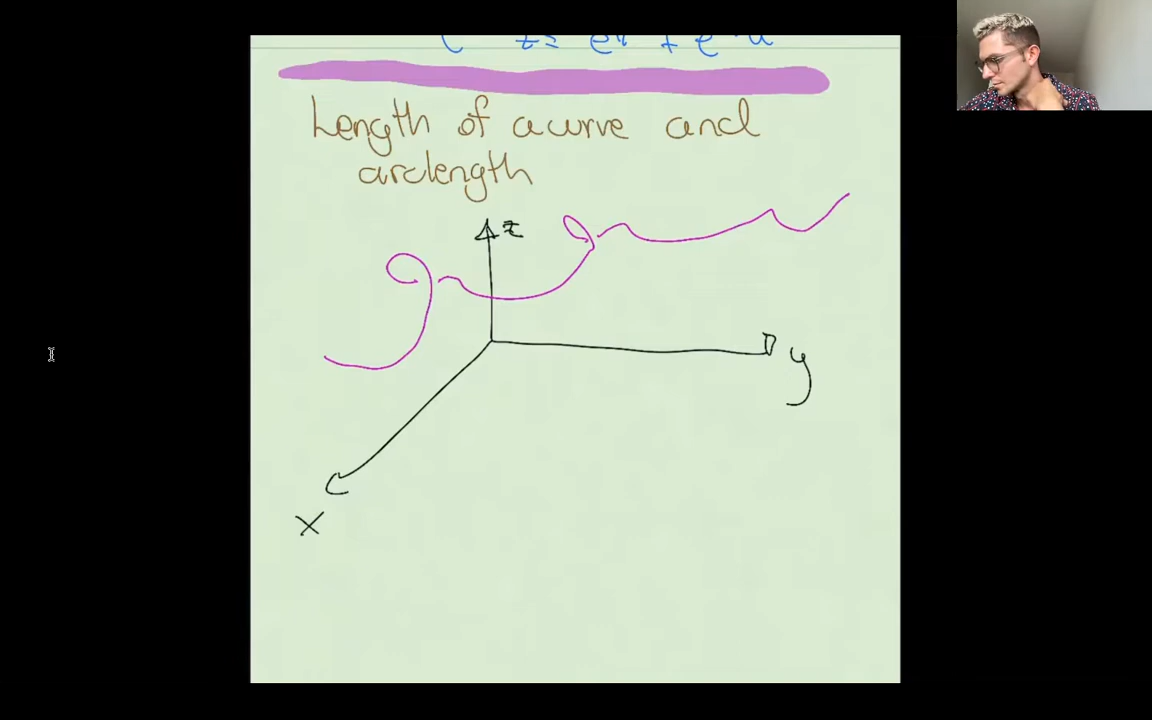 z = e^u + e^-u
Length of a curve and
arclength
z
y
x